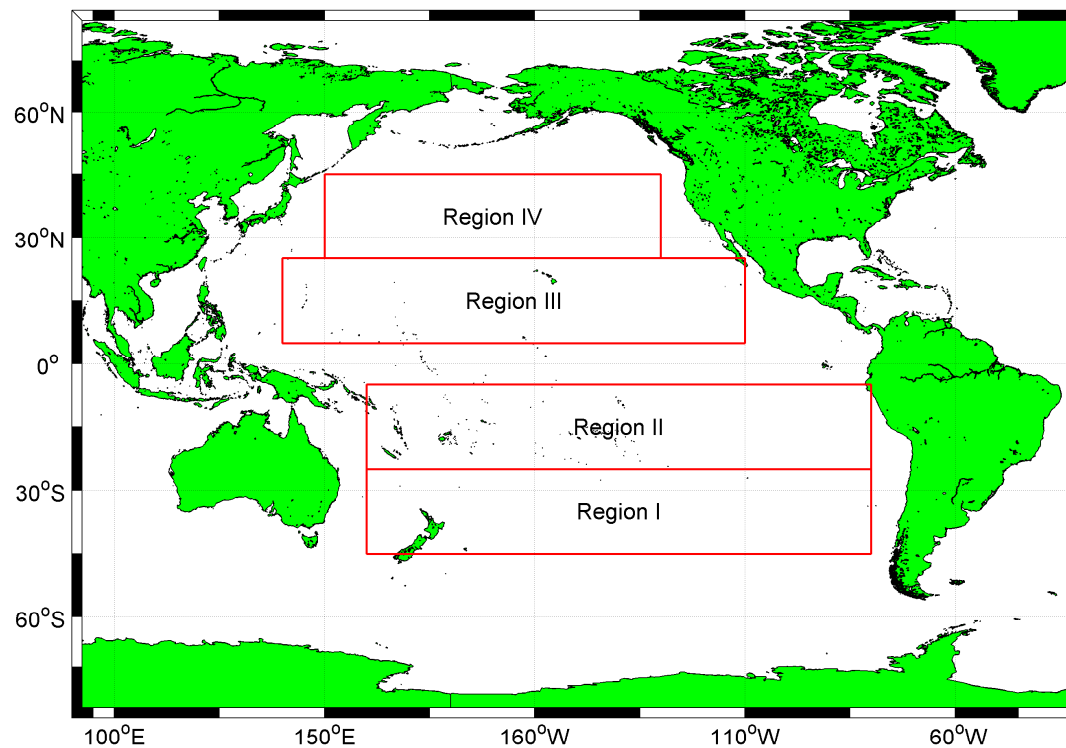 60°N
Region IV
30°N
Region III
0°
Region II
30°S
Region I
60°S
100°E 150°E 160°W 110°W 60°W